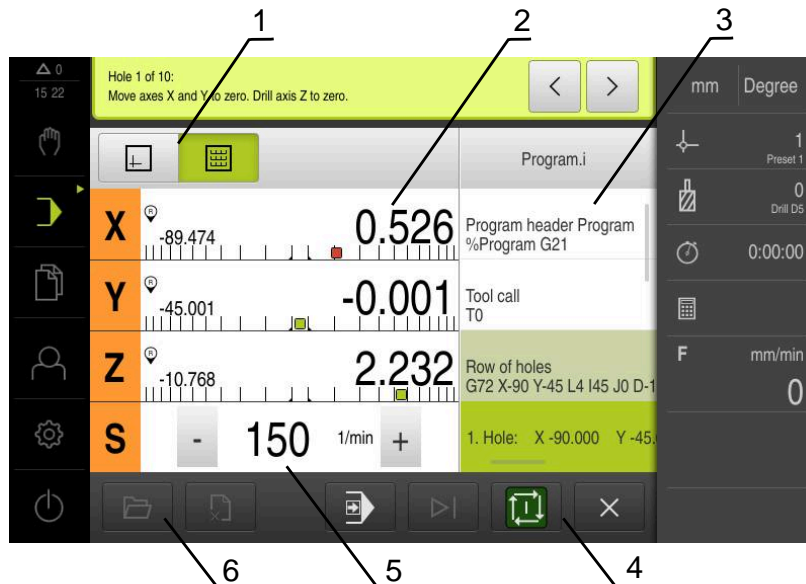 1 2 3
0
15 22
Hole 1 of 10:
Move axes X and Y to zero. Drill axis Z to zero.
< >
mm Degree
Program.i
1
Preset 1
X R -89.474 0.526
Program header Program
%Program G21
0
Drill D5
0:00:00
Y R -45.001 -0.001
Tool call
T0
Z R -10.768 2.232
Row of holes
G72 X-90 Y-45 L4 I45 J0 D-1
F mm/min
0
S - 150 1/min +
1. Hole: X -90.000 Y -45.
6 5 4